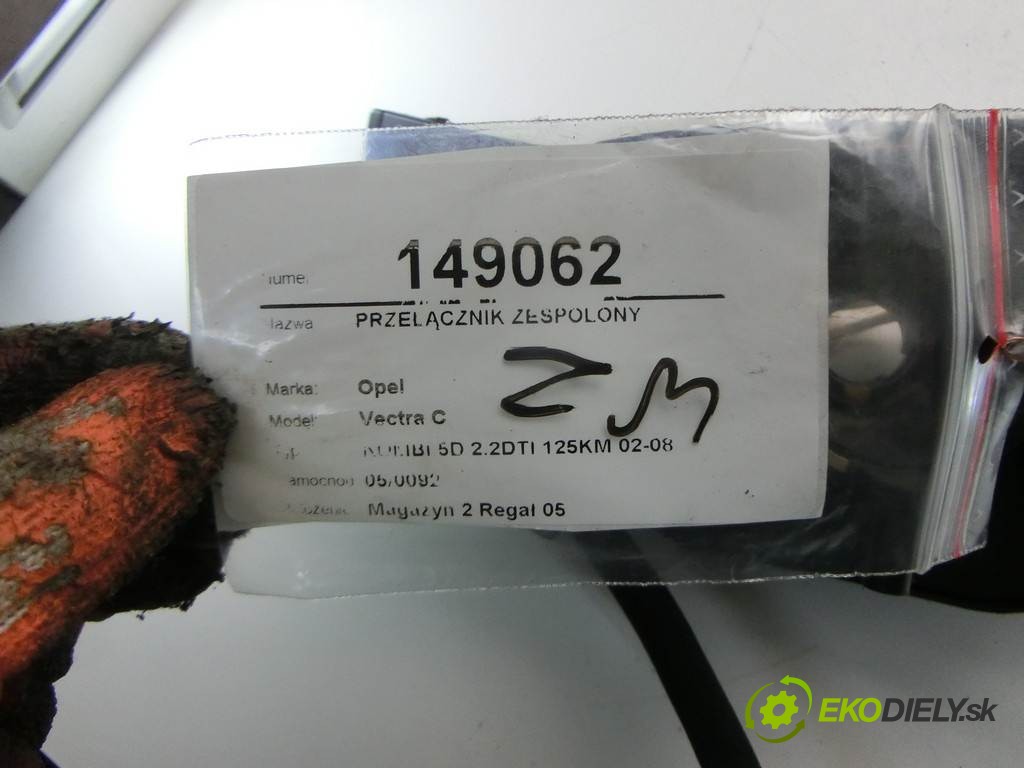 149062
PRZEŁĄCZNIK ZESPOLONY
Marka: Opel
Model: Vectra C
KOMBI 5D 2.2DTI 125KM 02-08
05/0092
Magazyn 2 Regał 05
ZM
EKODIELY.sk